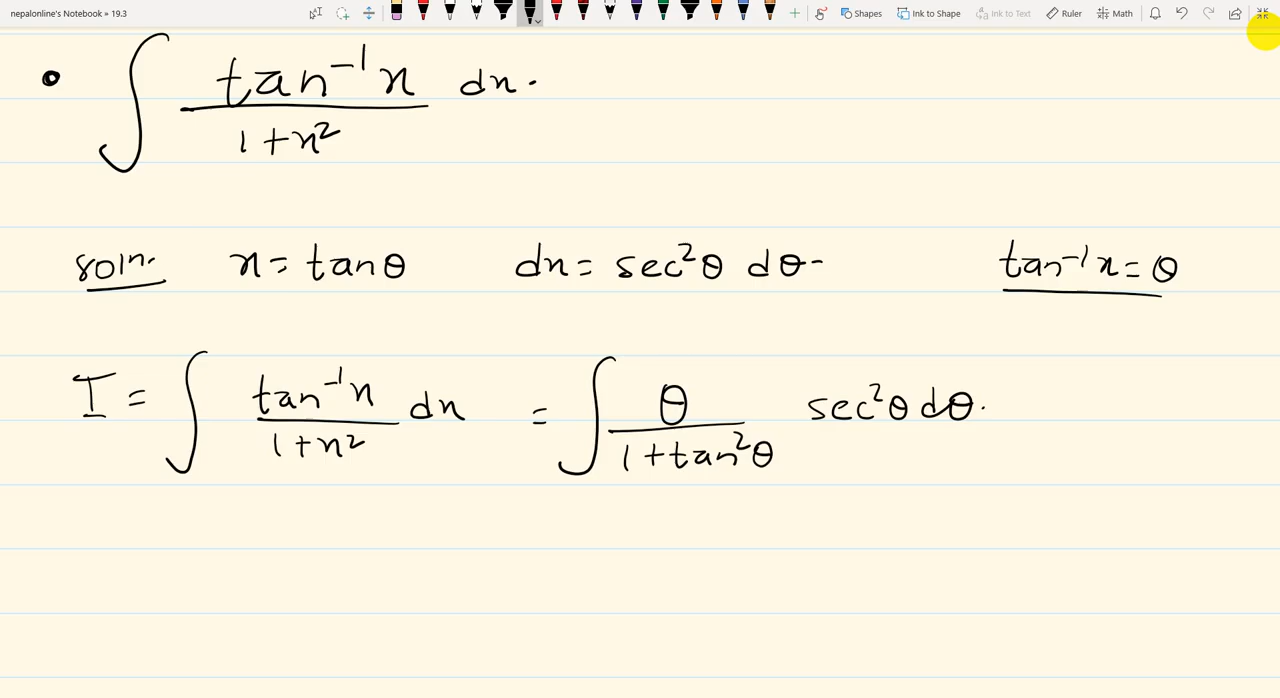 nepalonline's Notebook » 19.3 Shapes Ink to Shape Ink to Text Ruler Math
∫ tan⁻¹x / 1+x² dx.
soln. x = tanθ dx = sec²θ dθ tan⁻¹x = θ
I = ∫ tan⁻¹x / 1+x² dx = ∫ θ / 1+tan²θ sec²θ dθ.